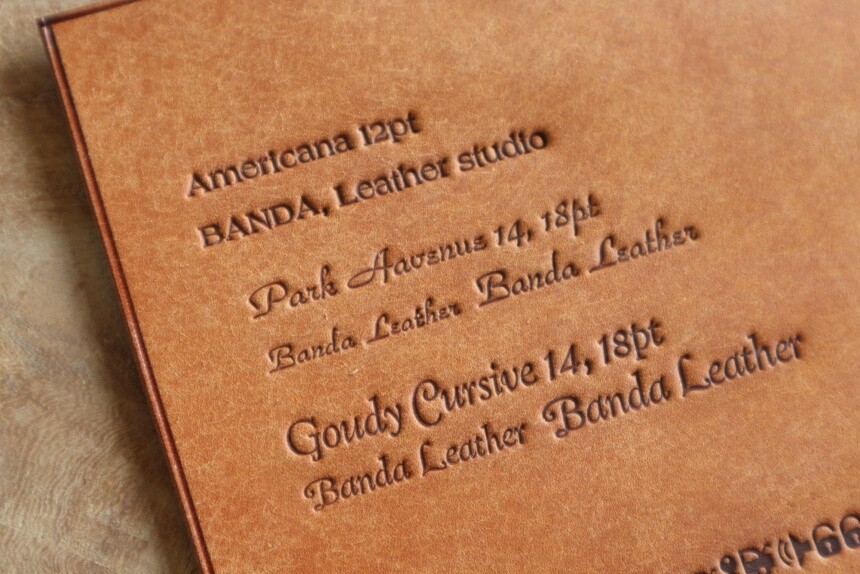 Americana 12pt
BANDA, Leather studio
Park Aavenue 14, 18pt
Banda Leather Banda Leather
Goudy Cursive 14, 18pt
Banda Leather Banda Leather